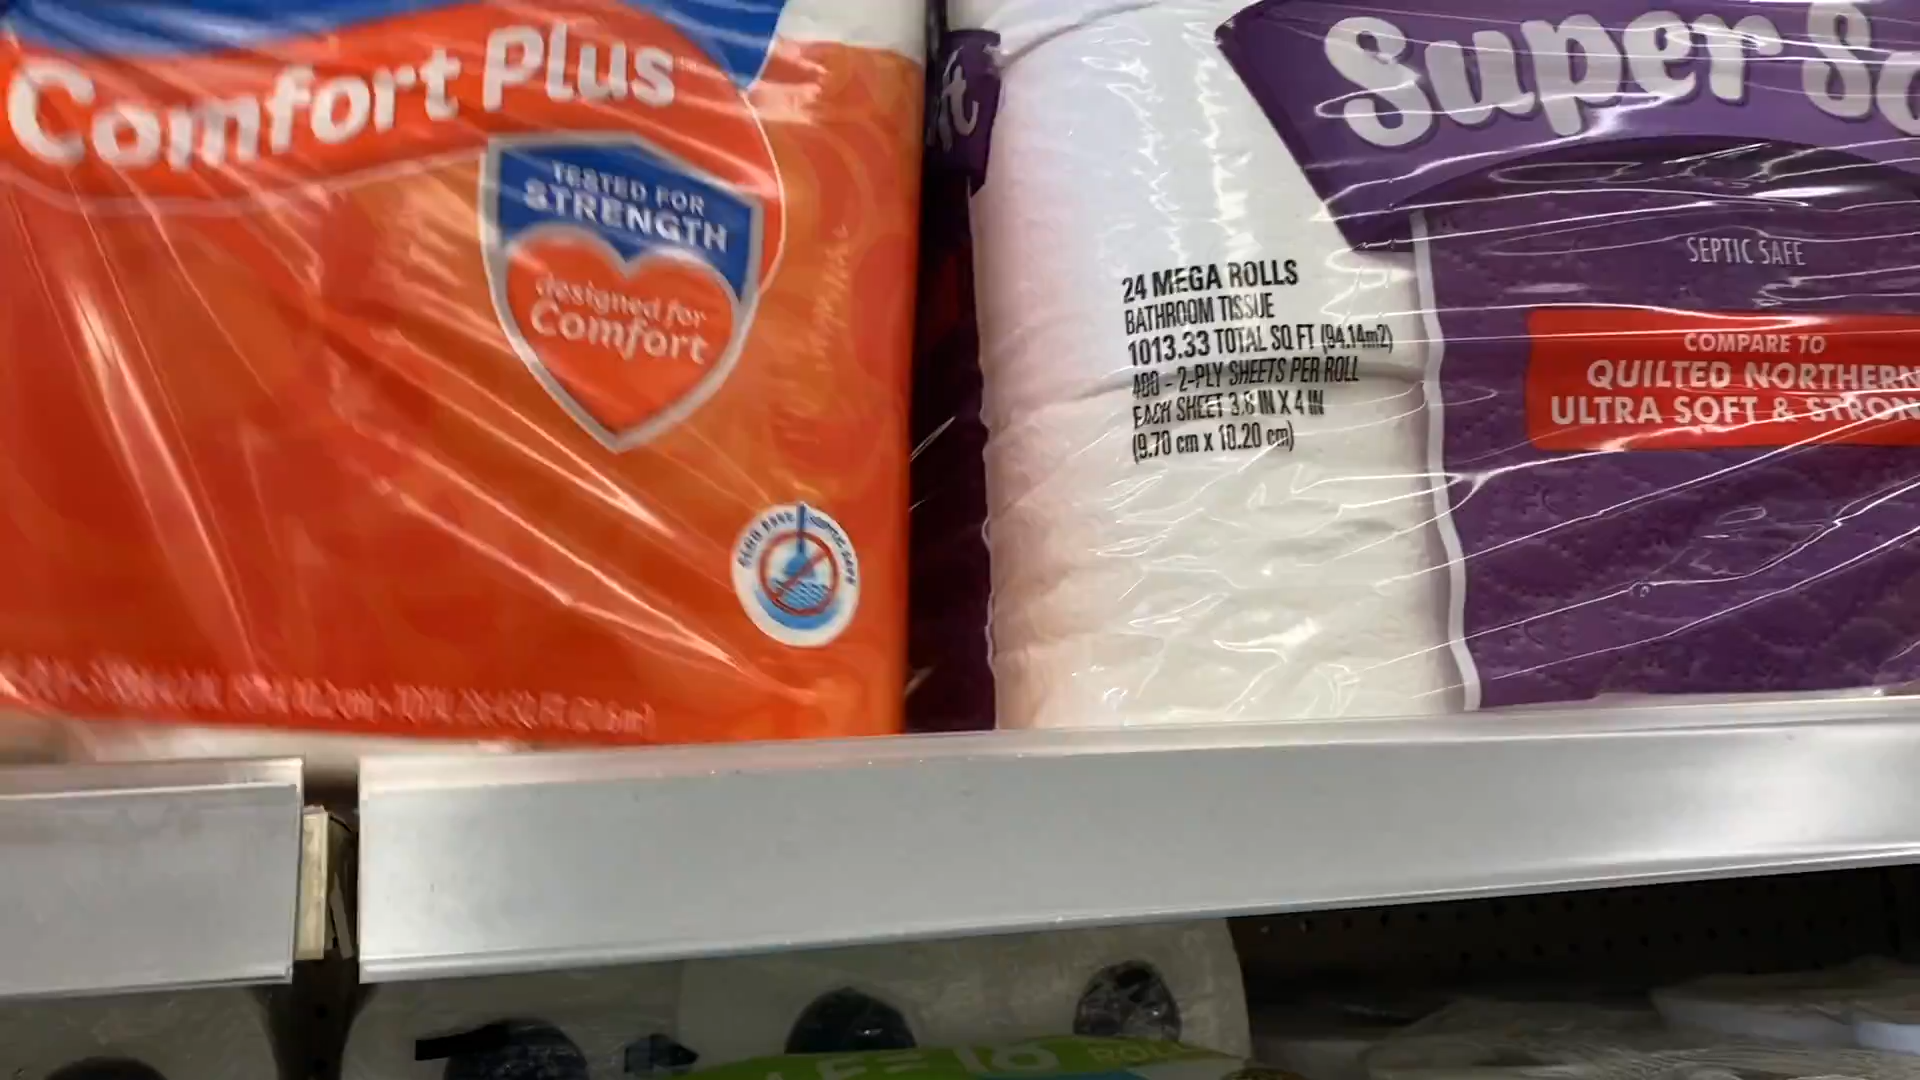 Comfort Plus
TESTED FOR
STRENGTH
designed for
Comfort
24 MEGA ROLLS
BATHROOM TISSUE
1013.33 TOTAL SQ FT (94.14m2)
400 - 2-PLY SHEETS PER ROLL
EACH SHEET 3.8 IN X 4 IN
(9.70 cm x 10.20 cm)
Super
SEPTIC SAFE
COMPARE TO
QUILTED NORTHERN
ULTRA SOFT & STRON